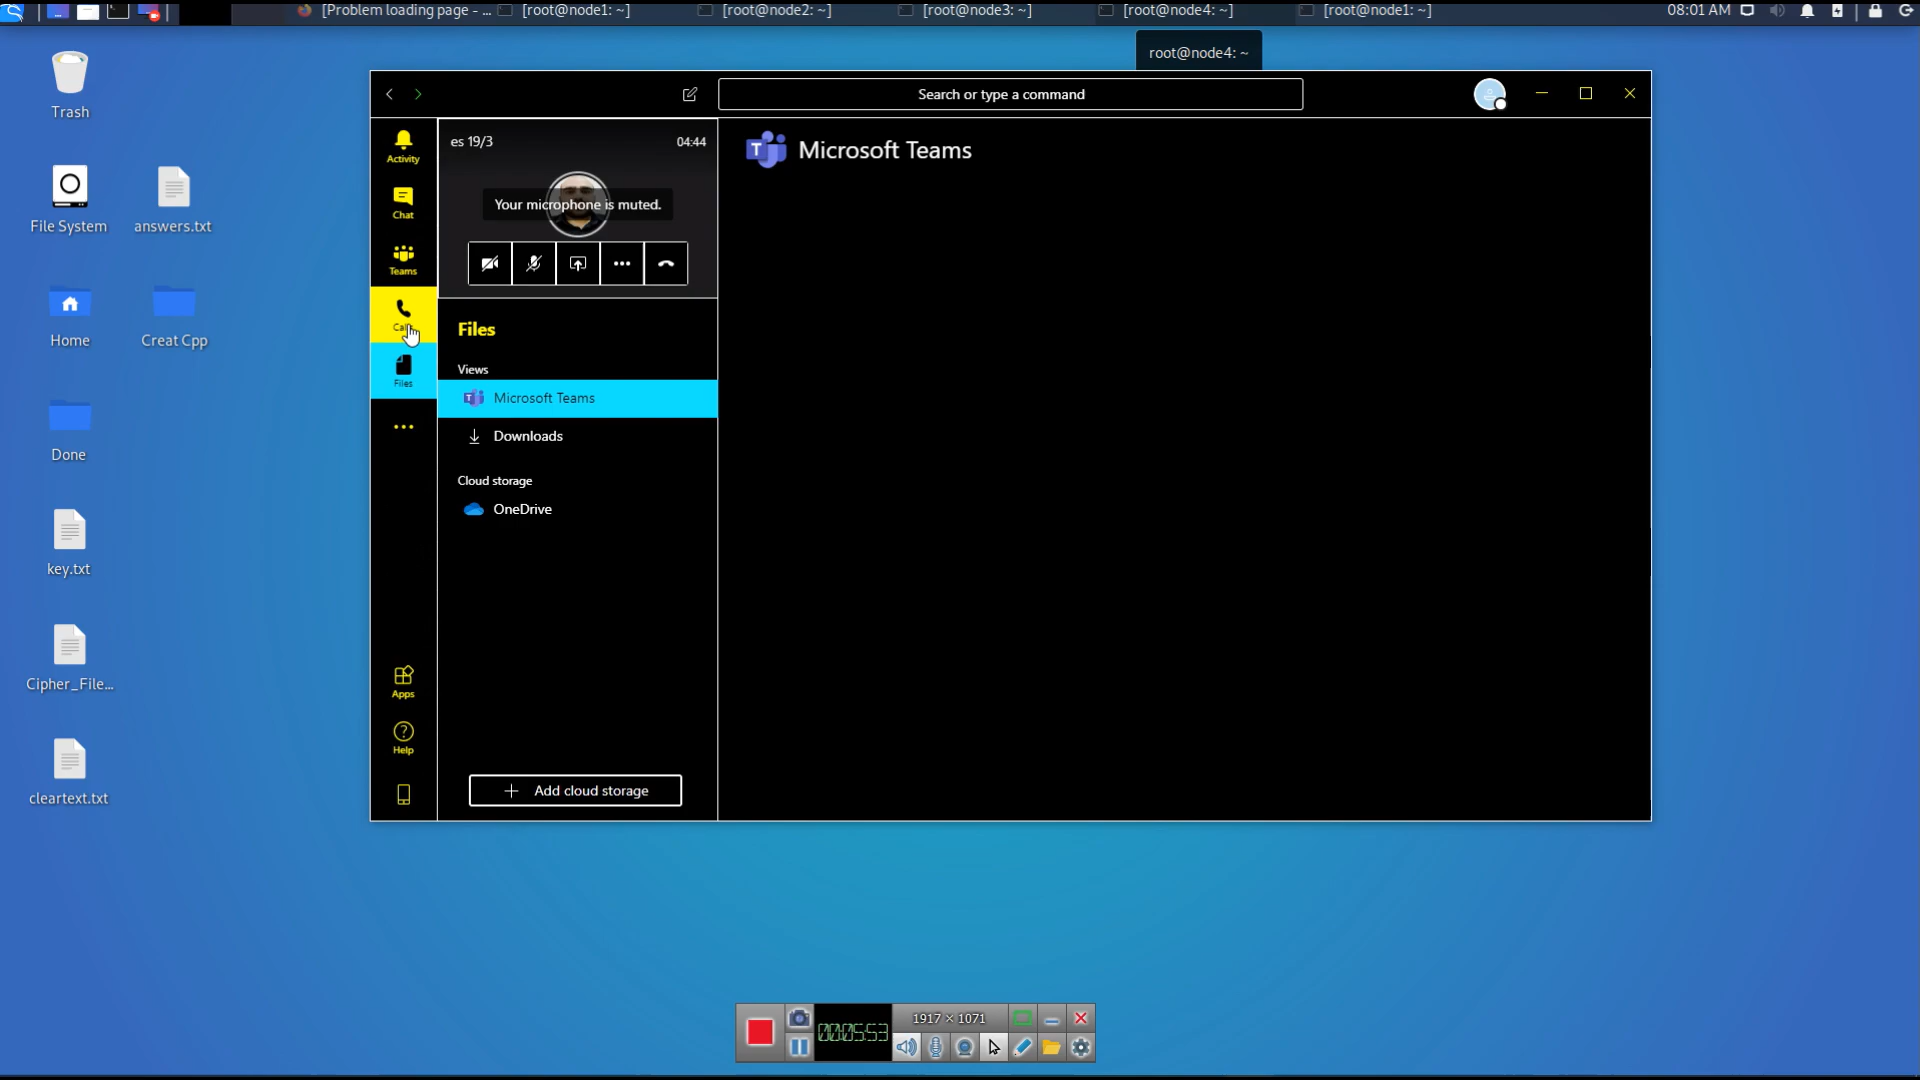 [Problem loading page - ...
[root@node1: ~]
[root@node2: ~]
[root@node3: ~]
[root@node4: ~]
[root@node1: ~]
08:01 AM
root@node4: ~
Trash
File System
answers.txt
Home
Creat Cpp
Done
key.txt
Cipher_File...
cleartext.txt
Search or type a command
Activity
Chat
Teams
Files
Apps
Help
es 19/3
04:44
Your microphone is muted.
Files
Views
Microsoft Teams
Downloads
Cloud storage
OneDrive
Add cloud storage
T
Microsoft Teams
00:05:53
1917 × 1071